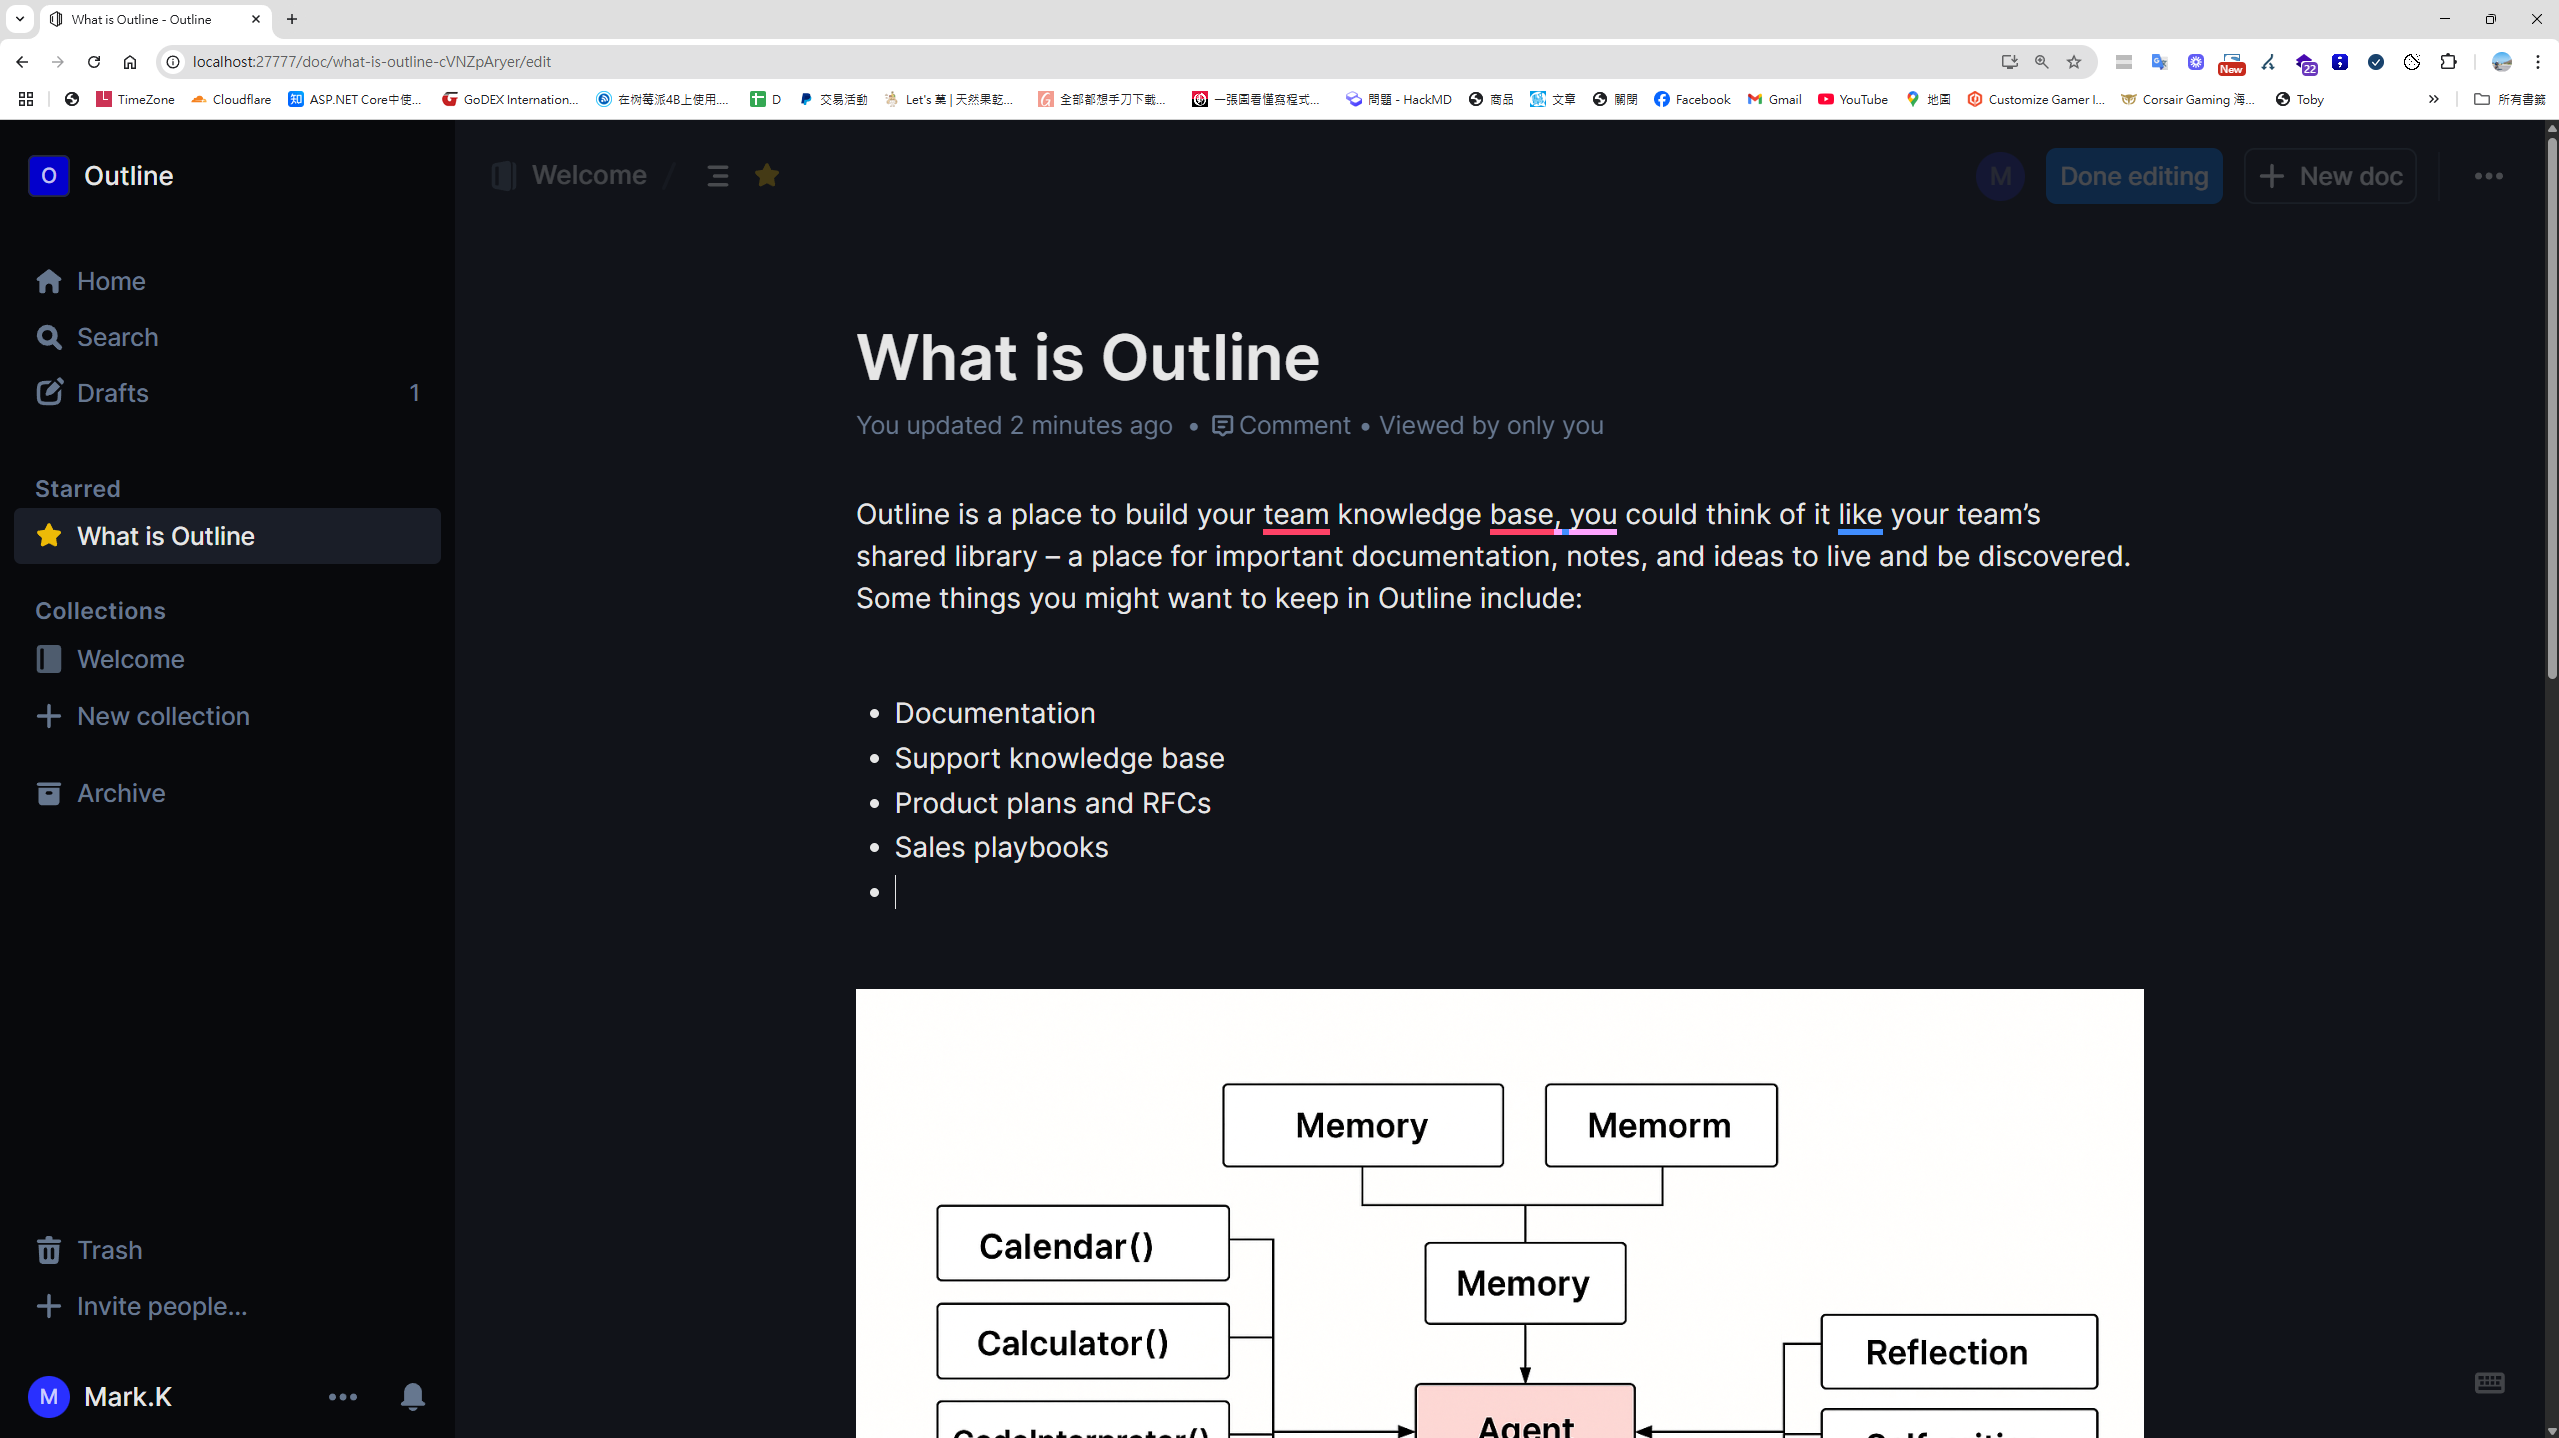 What is Outline - Outline
localhost:27777/doc/what-is-outline-cVNZpAryer/edit
New
22
TimeZone
Cloudflare
ASP.NET Core中使...
GoDEX Internation...
在树莓派4B上使用....
D
交易活動
Let's 菓 | 天然果乾...
全部都想手刀下載...
一張圖看懂寫程式...
問題 - HackMD
商品
文章
關閉
Facebook
Gmail
YouTube
地圖
Customize Gamer I...
Corsair Gaming 海...
Toby
所有書籤
O
Outline
Home
Search
Drafts
1
Starred
What is Outline
Collections
Welcome
New collection
Archive
Trash
Invite people...
M
Mark.K
Welcome /
M
Done editing
New doc
What is Outline
You updated 2 minutes ago • Comment • Viewed by only you
Outline is a place to build your team knowledge base, you could think of it like your team’s
shared library – a place for important documentation, notes, and ideas to live and be discovered.
Some things you might want to keep in Outline include:
• Documentation
• Support knowledge base
• Product plans and RFCs
• Sales playbooks
•
Memory
Memorm
Calendar()
Memory
Calculator()
Reflection
CodeInterpreter()
Agent